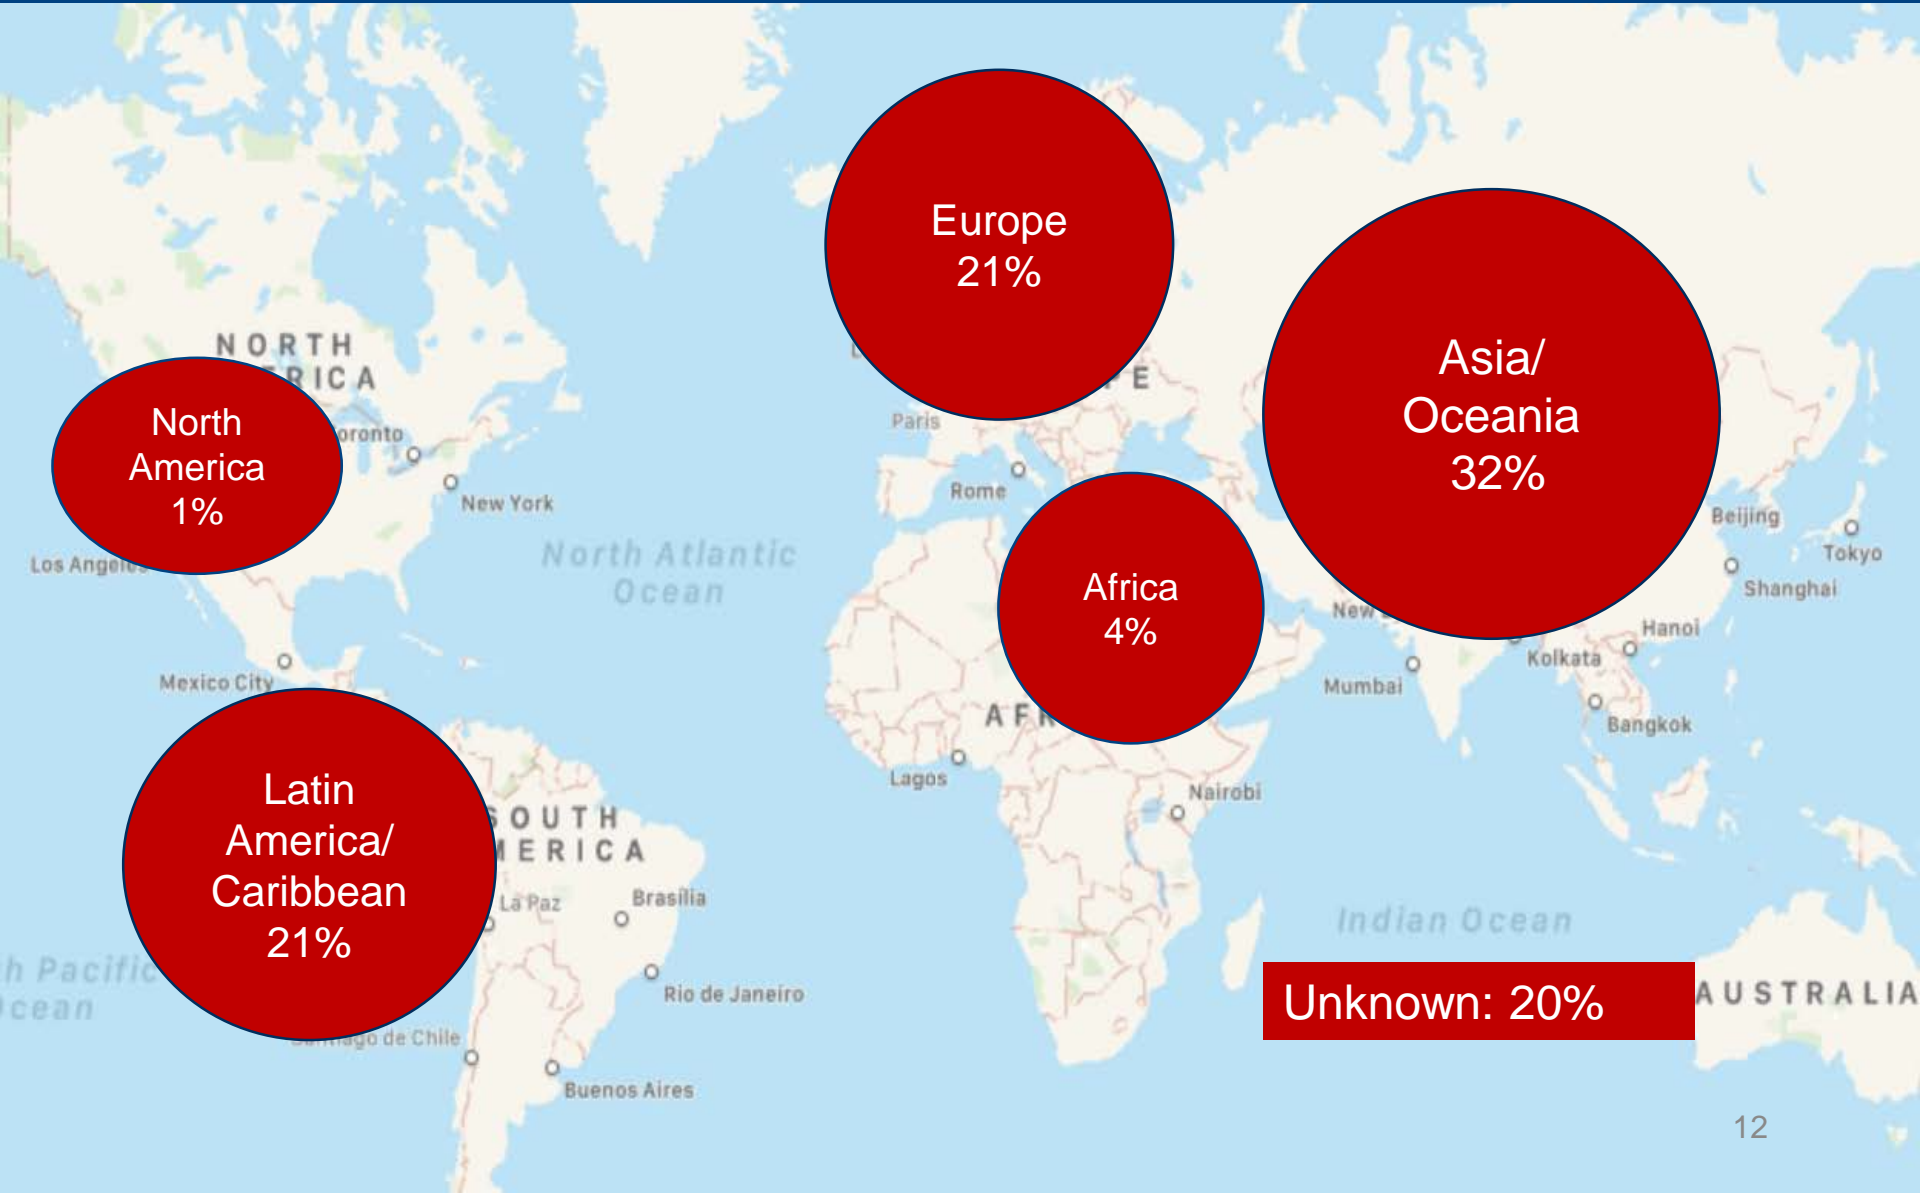 Europe
21%
Asia/
Oceania
32%
NORTH
North
America
1%
Paris
New York
Rome
Beijing
Tokyo
Shanghai
North Atlantic
Ocean
Africa
4%
Hanoi
Kolkata
Mumbai
Bangkok
Mexico City
Latin
America/
Caribbean
21%
SOUTH
Lagos
Nairobi
La Paz
Brasília
Rio de Janeiro
Indian Ocean
Unknown: 20%
AUSTRALIA
de Chile
Buenos Aires
12